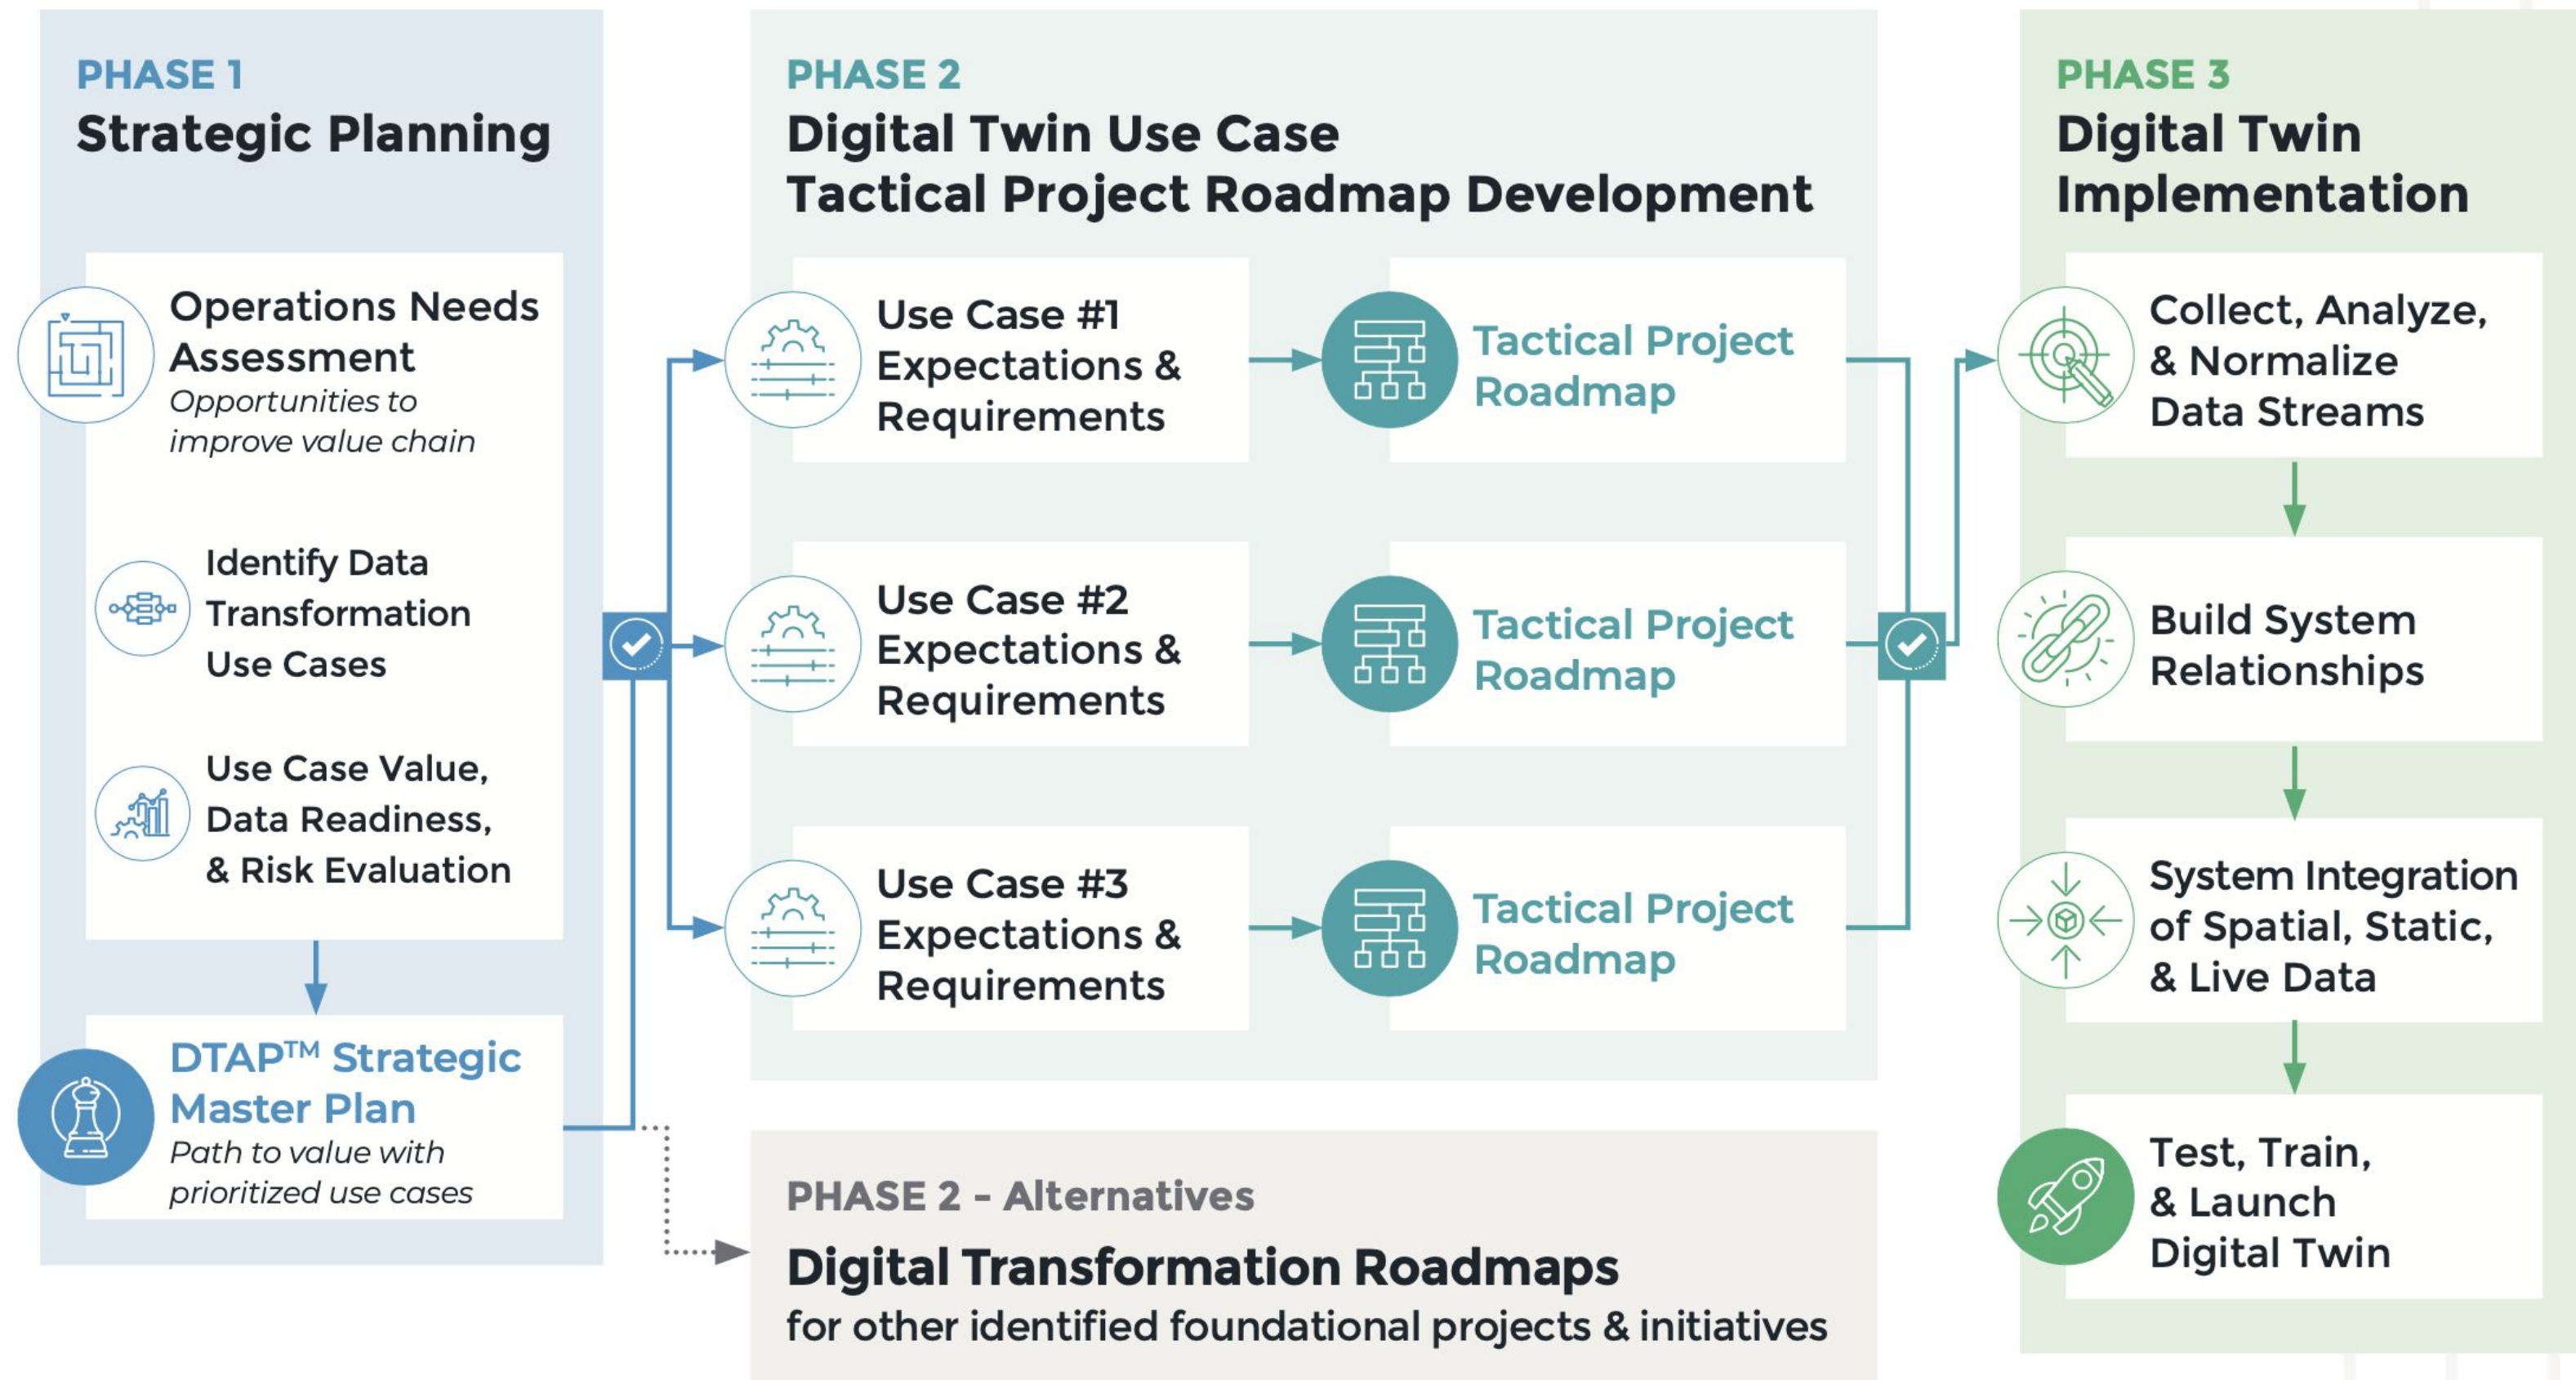 PHASE 1
Strategic Planning
Operations Needs
Assessment
Opportunities to
improve value chain
Identify Data
Transformation
Use Cases
Use Case Value,
Data Readiness,
& Risk Evaluation
DTAP™ Strategic
Master Plan
Path to value with
prioritized use cases
PHASE 2
Digital Twin Use Case
Tactical Project Roadmap Development
Use Case #1
Expectations &
Requirements
Tactical Project
Roadmap
Use Case #2
Expectations &
Requirements
Tactical Project
Roadmap
Use Case #3
Expectations &
Requirements
Tactical Project
Roadmap
PHASE 2 - Alternatives
Digital Transformation Roadmaps
for other identified foundational projects & initiatives
PHASE 3
Digital Twin
Implementation
Collect, Analyze,
& Normalize
Data Streams
Build System
Relationships
System Integration
of Spatial, Static,
& Live Data
Test, Train,
& Launch
Digital Twin